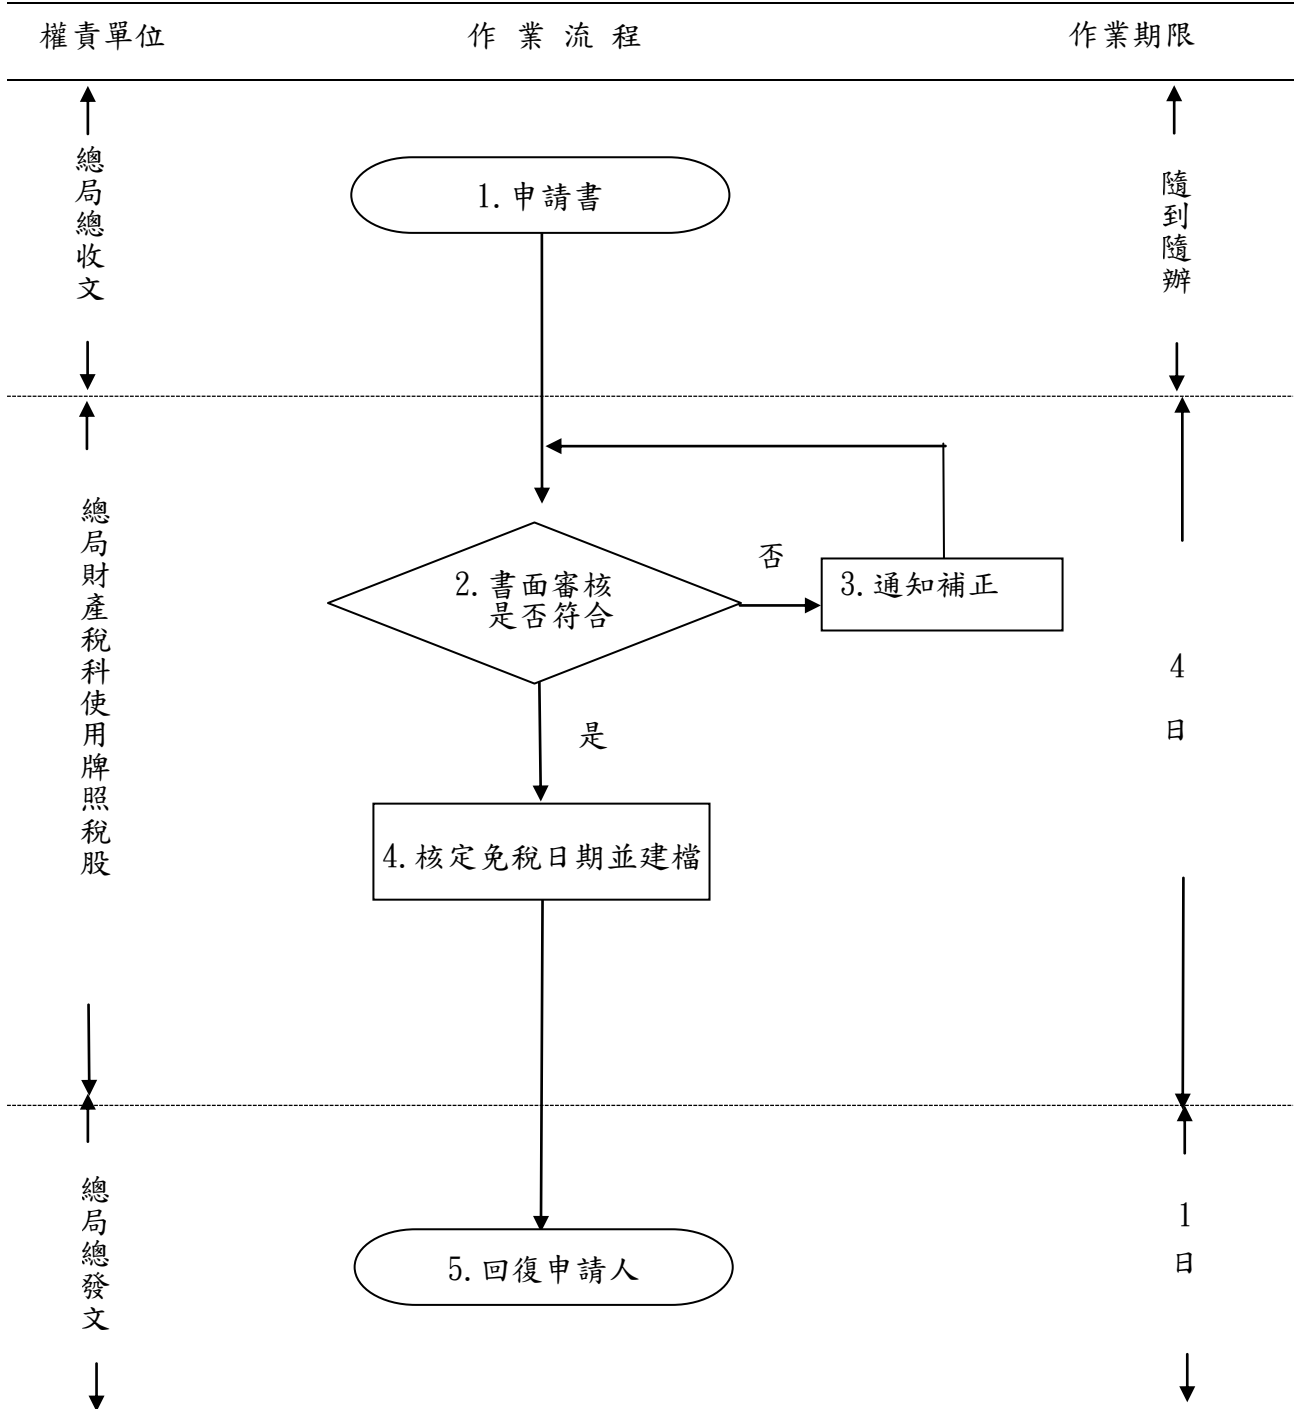 權責單位 作業流程 作業期限
總局總收文
1.申請書
隨到隨辦
總局財產稅科使用牌照稅股
否
2.書面審核
是否符合
3.通知補正
4
日
是
4.核定免稅日期並建檔
總局總發文
5.回復申請人
1
日